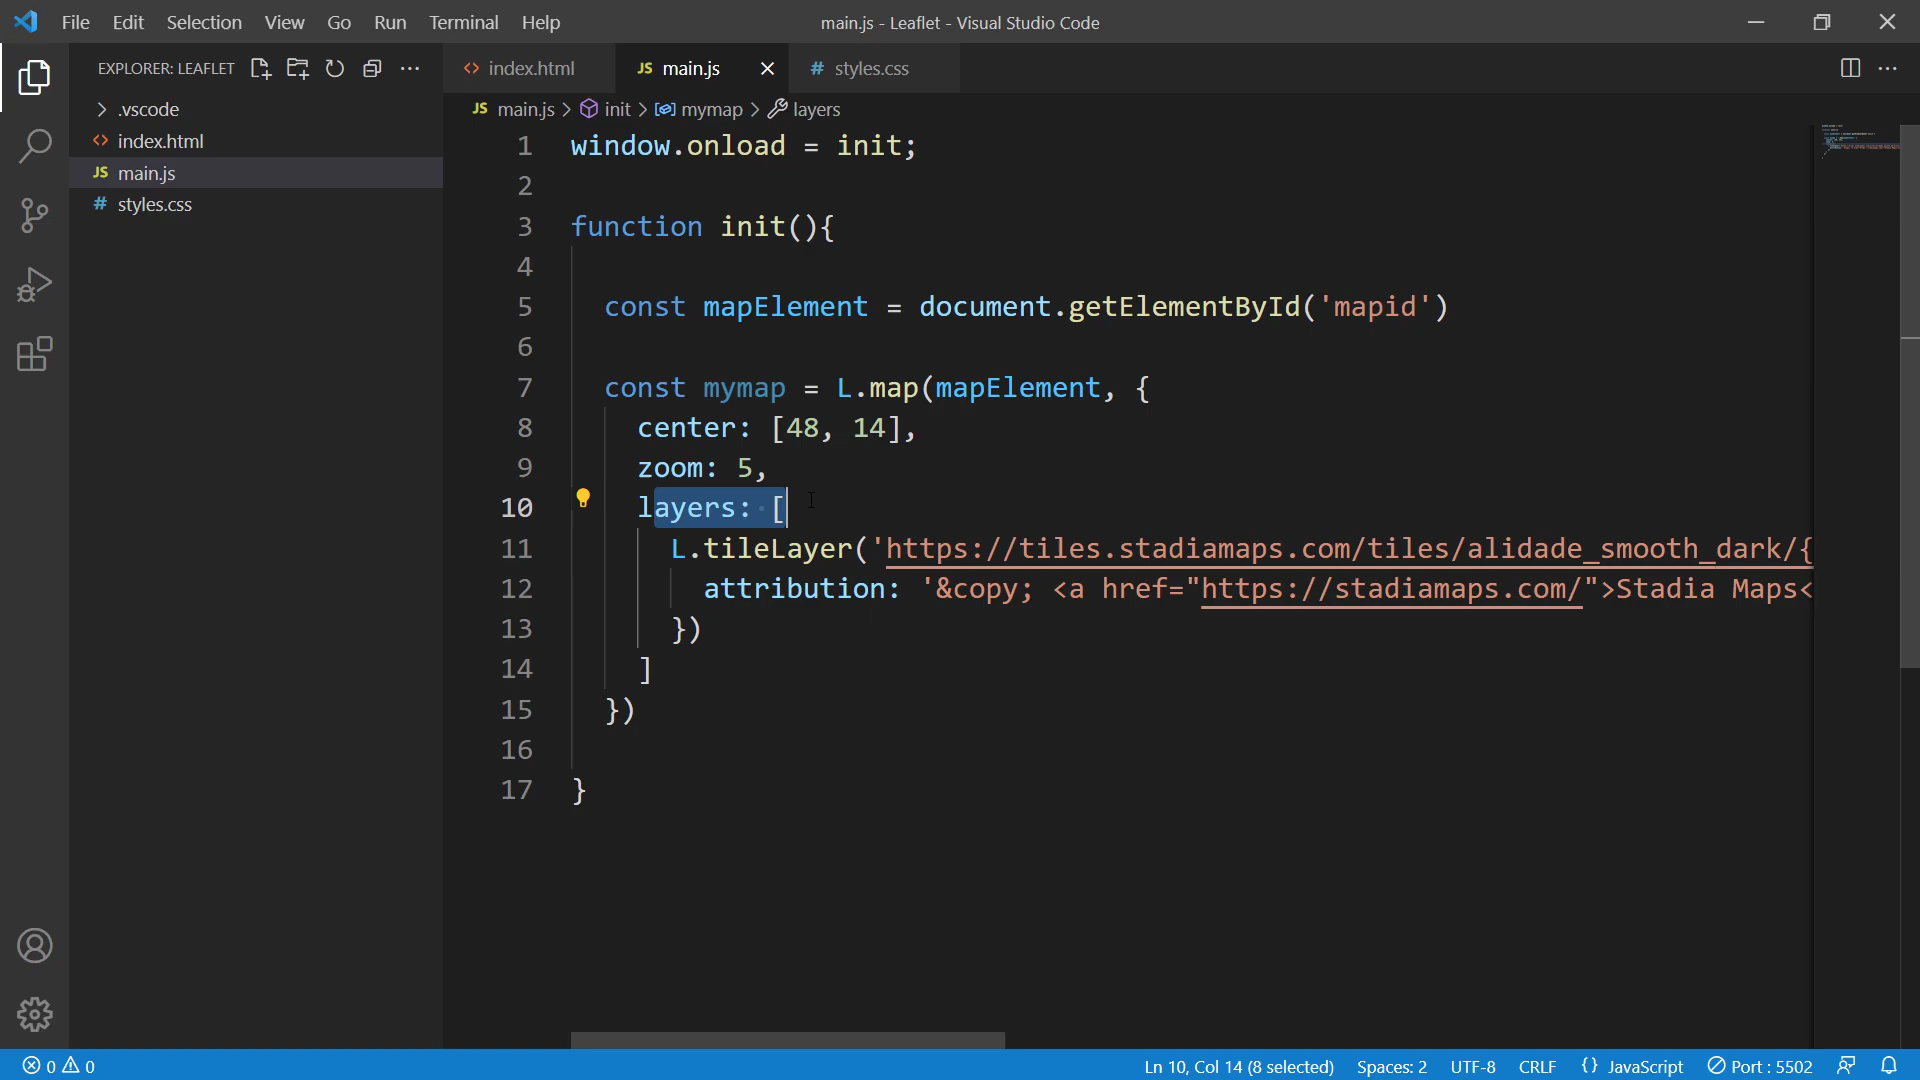 File Edit Selection View Go Run Terminal Help
main.js - Leaflet - Visual Studio Code
EXPLORER: LEAFLET
.vscode
index.html
main.js
styles.css
index.html
JS main.js
# styles.css
JS main.js > init > mymap > layers
1 window.onload = init;
2
3 function init(){
4
5 const mapElement = document.getElementById('mapid')
6
7 const mymap = L.map(mapElement, {
8 center: [48, 14],
9 zoom: 5,
10 layers: [
11 L.tileLayer('https://tiles.stadiamaps.com/tiles/alidade_smooth_dark/{
12 attribution: '&copy; <a href="https://stadiamaps.com/">Stadia Maps<
13 })
14 ]
15 })
16
17 }
0 0
Ln 10, Col 14 (8 selected) Spaces: 2 UTF-8 CRLF {} JavaScript Port : 5502